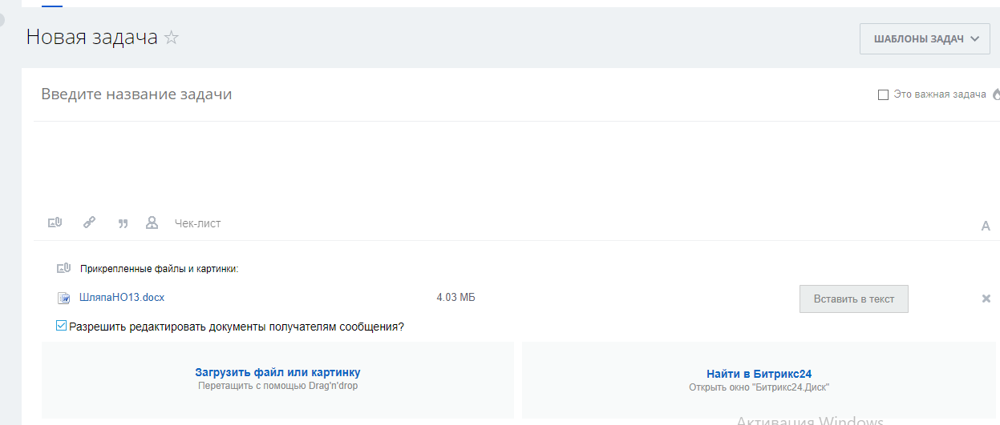 Новая задача
ШАБЛОНЫ ЗАДАЧ
Введите название задачи
Это важная задача
Чек-лист
A
Прикрепленные файлы и картинки:
ШляпаНО13.docx 4.03 МБ Вставить в текст
Разрешить редактировать документы получателям сообщения?
Загрузить файл или картинку
Перетащить с помощью Drag'n'drop
Найти в Битрикс24
Открыть окно "Битрикс24.Диск"
Активация Windows